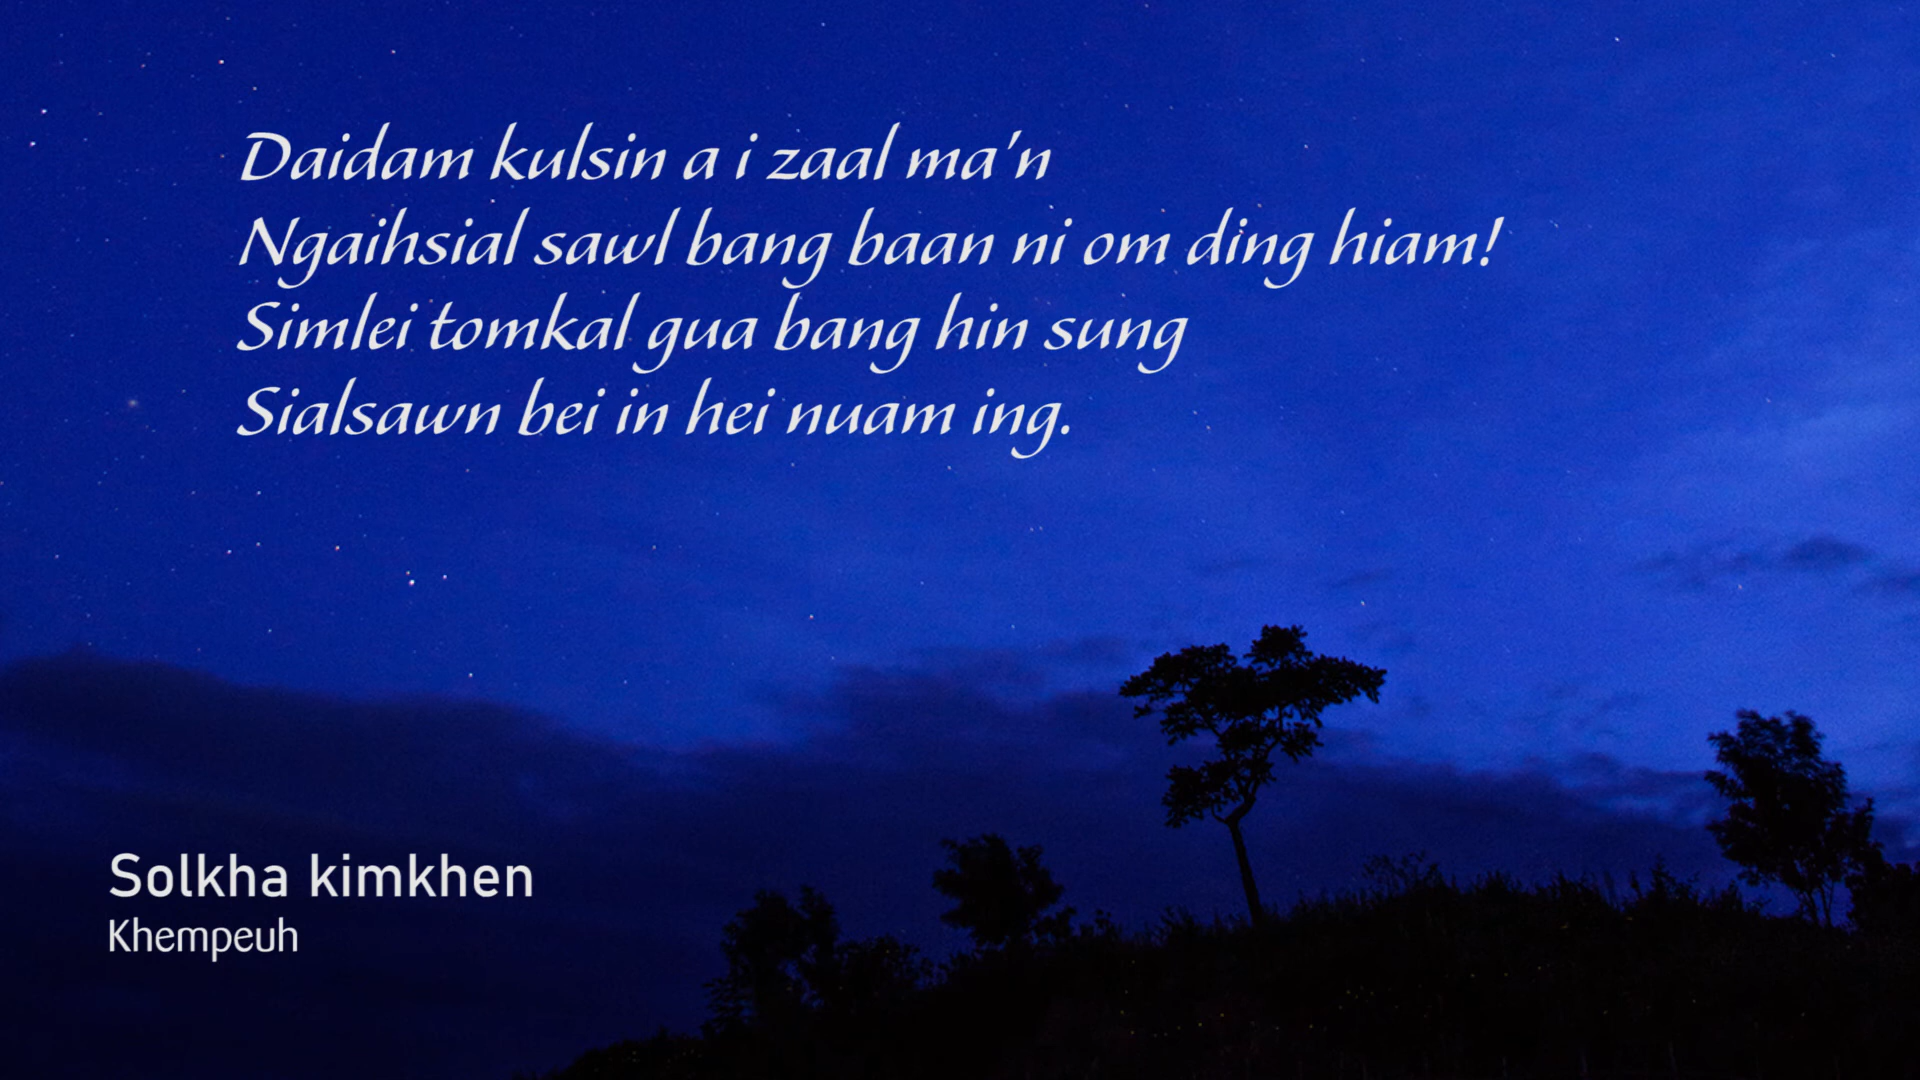 Daidam kulsin a i zaal ma'n
Ngaihsial sawl bang baan ni om ding hiam!
Simlei tomkal gua bang hin sung
Sialsawn bei in hei nuam ing.
Solkha kimkhen
Khempeuh